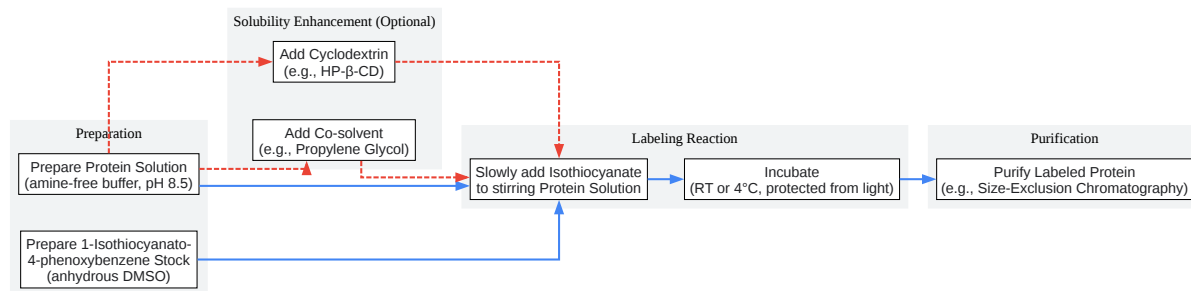 Solubility Enhancement (Optional)
Add Cyclodextrin
(e.g., HP-β-CD)
Add Co-solvent
(e.g., Propylene Glycol)
Preparation
Prepare Protein Solution
(amine-free buffer, pH 8.5)
Prepare 1-Isothiocyanato-
4-phenoxybenzene Stock
(anhydrous DMSO)
Labeling Reaction
Slowly add Isothiocyanate
to stirring Protein Solution
Incubate
(RT or 4°C, protected from light)
Purification
Purify Labeled Protein
(e.g., Size-Exclusion Chromatography)